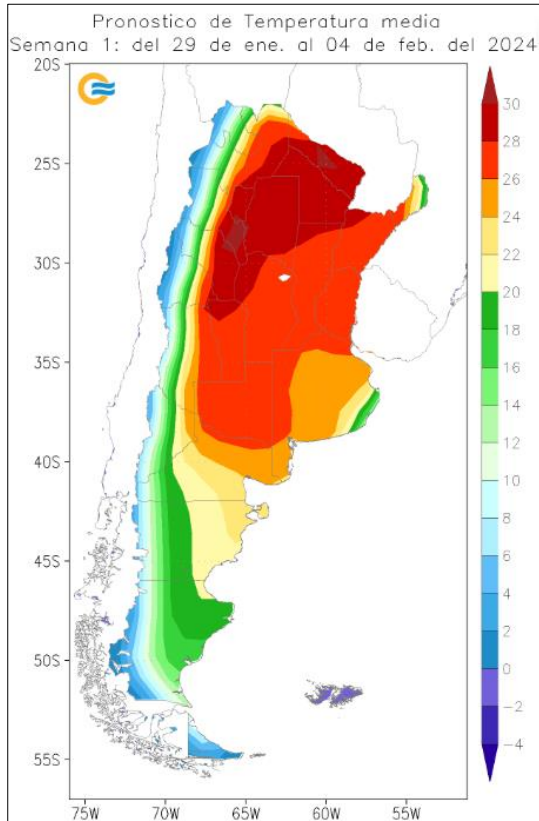 Pronostico de Temperatura media
Semana 1: del 29 de ene. al 04 de feb. del 2024
20S
25S
30S
35S
40S
45S
50S
55S
75W
70W
65W
60W
55W
30
28
26
24
22
20
18
16
14
12
10
8
6
4
2
0
−2
−4